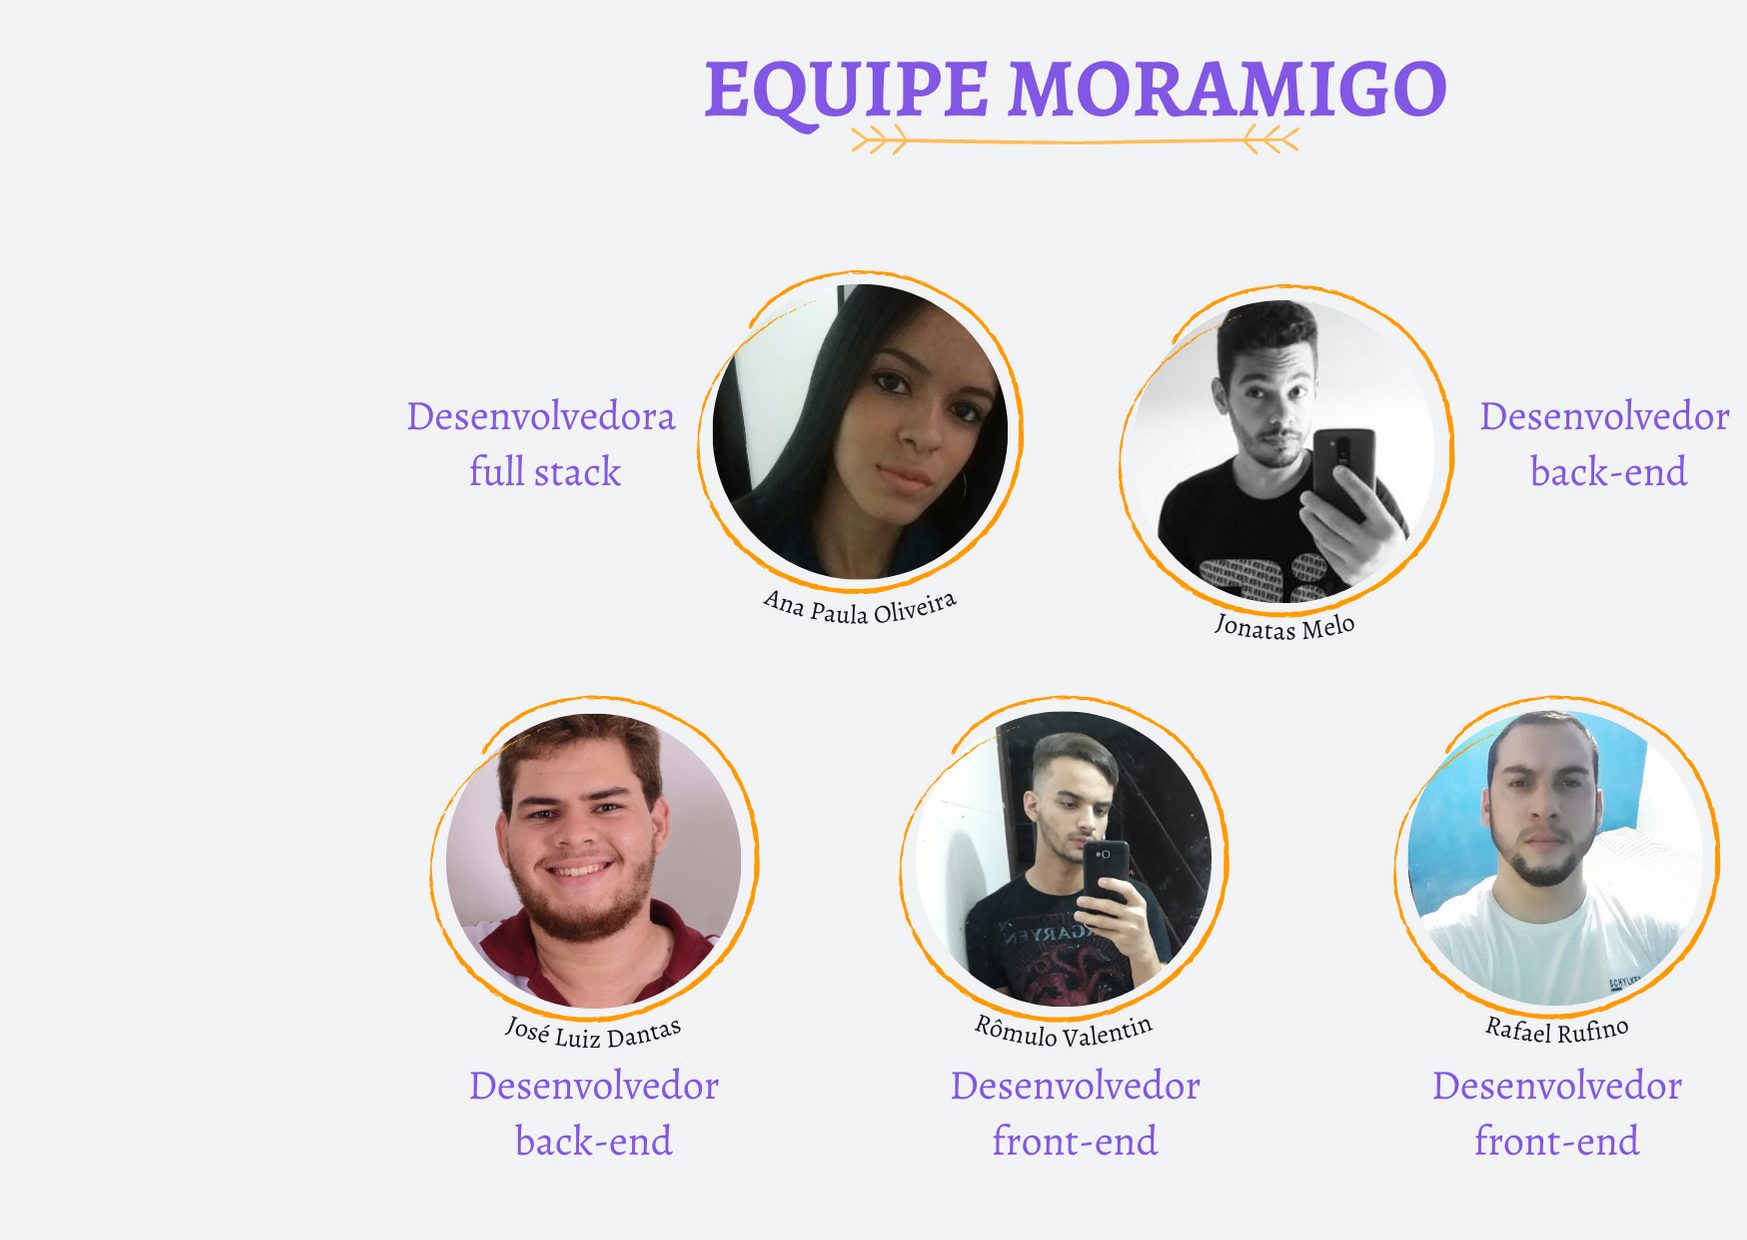 EQUIPE MORAMIGO
Desenvolvedora
full stack
Ana Paula Oliveira
Desenvolvedor
back-end
Jonatas Melo
José Luiz Dantas
Desenvolvedor
back-end
Rômulo Valentin
Desenvolvedor
front-end
Rafael Rufino
Desenvolvedor
front-end